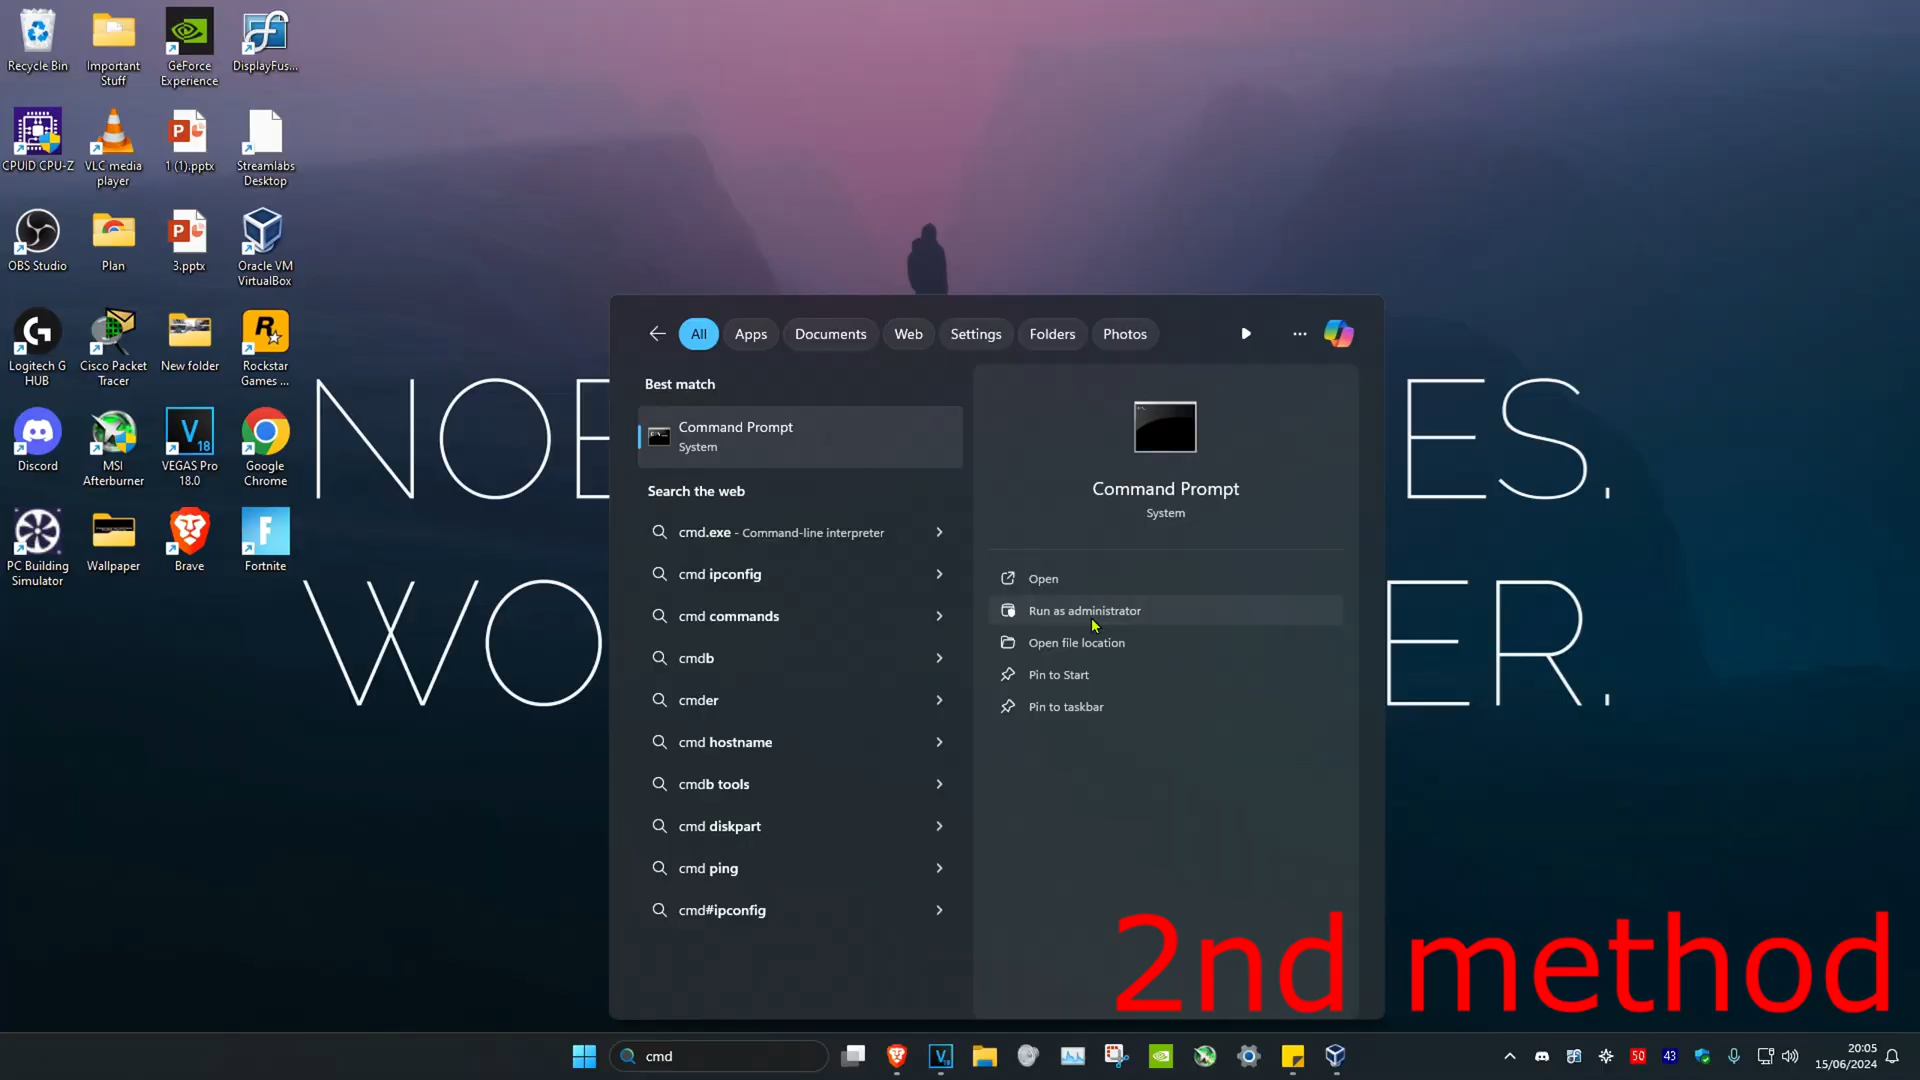 Recycle Bin
Important
Stuff
GeForce
Experience
DisplayFus...
CPUID CPU-Z
VLC media
player
1 (1).pptx
Streamlabs
Desktop
OBS Studio
Plan
3.pptx
Oracle VM
VirtualBox
Logitech G
HUB
Cisco Packet
Tracer
New folder
Rockstar
Games ...
Discord
MSI
Afterburner
VEGAS Pro
18.0
Google
Chrome
PC Building
Simulator
Wallpaper
Brave
Fortnite
All
Apps
Documents
Web
Settings
Folders
Photos
Best match
Command Prompt
System
Search the web
cmd.exe - Command-line interpreter
cmd ipconfig
cmd commands
cmdb
cmder
cmd hostname
cmdb tools
cmd diskpart
cmd ping
cmd#ipconfig
Command Prompt
System
Open
Run as administrator
Open file location
Pin to Start
Pin to taskbar
2nd method
cmd
50
43
20:05
15/06/2024